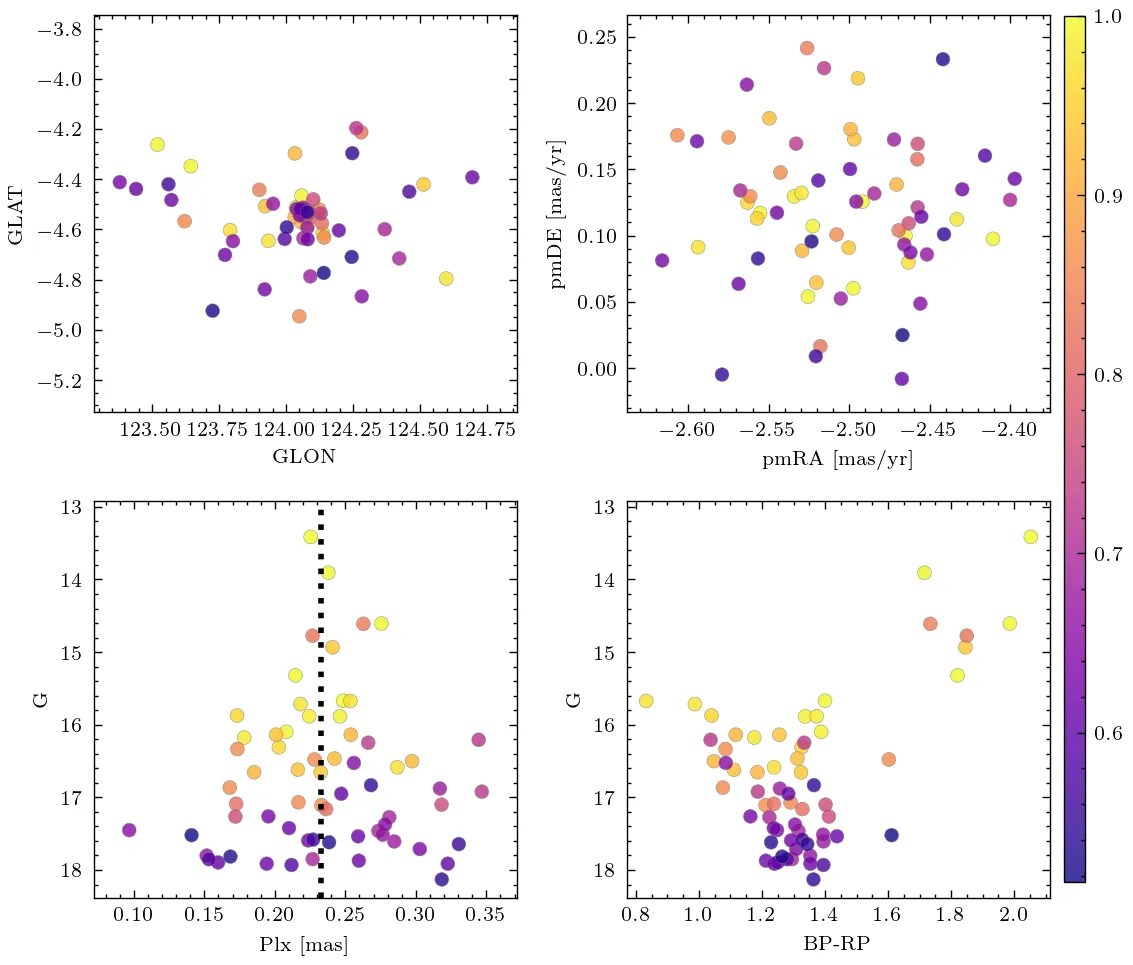 −3.8
−4.0
−4.2
−4.4
−4.6
−4.8
−5.0
−5.2
GLAT
123.50 123.75 124.00 124.25 124.50 124.75
GLON
0.25
0.20
0.15
0.10
0.05
0.00
pmDE [mas/yr]
−2.60 −2.55 −2.50 −2.45 −2.40
pmRA [mas/yr]
1.0
0.9
0.8
0.7
0.6
13
14
15
16
17
18
G
0.10 0.15 0.20 0.25 0.30 0.35
Plx [mas]
13
14
15
16
17
18
G
0.8 1.0 1.2 1.4 1.6 1.8 2.0
BP-RP